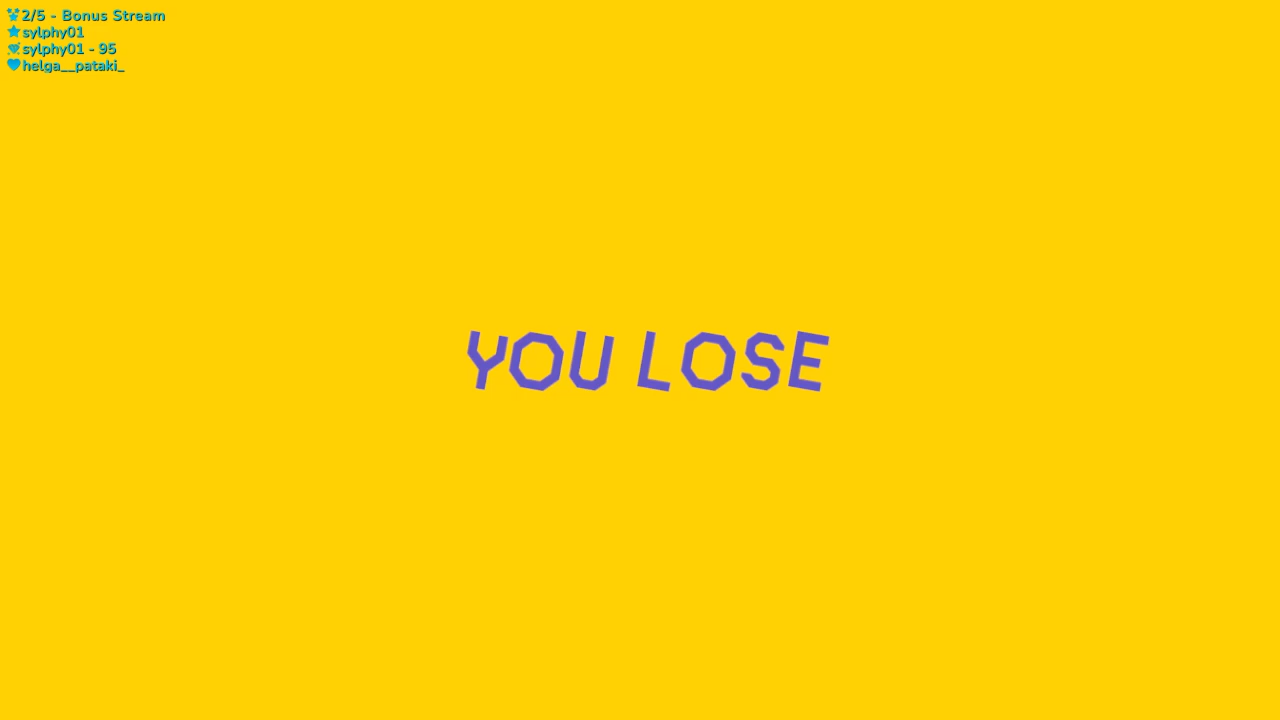 2/5 - Bonus Stream
sylphy01
sylphy01 - 95
helga__pataki_
YOU LOSE